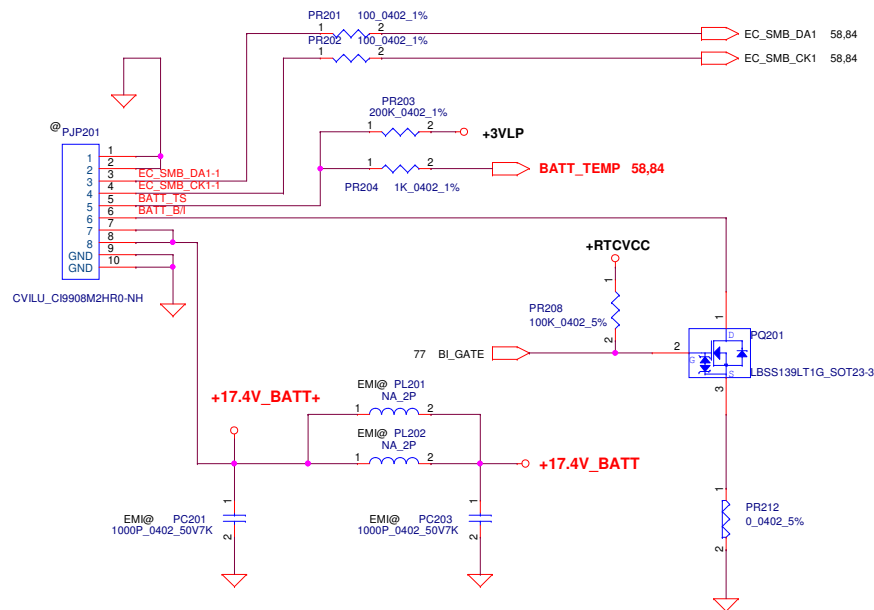 PR201 100_0402_1%
1 2
EC_SMB_DA1 58,84
PR202 100_0402_1%
1 2
EC_SMB_CK1 58,84
PR203
200K_0402_1%
1 2
+3VLP
@ PJP201
1 1
2 2
3 3 EC_SMB_DA1-1
4 4 EC_SMB_CK1-1
5 5 BATT_TS
6 6 BATT_B/I
7 7
8 8
GND 9
GND 10
CVILU_CI9908M2HR0-NH
1 2
PR204 1K_0402_1%
BATT_TEMP 58,84
+RTCVCC
1
PR208
100K_0402_5%
2
77 BI_GATE
1
2
3
D
G
S
PQ201
LBSS139LT1G_SOT23-3
+17.4V_BATT+
EMI@ PL201
NA_2P
1 2
EMI@ PL202
NA_2P
1 2
+17.4V_BATT
1
EMI@ PC201
1000P_0402_50V7K
2
1
EMI@ PC203
1000P_0402_50V7K
2
1
PR212
0_0402_5%
2